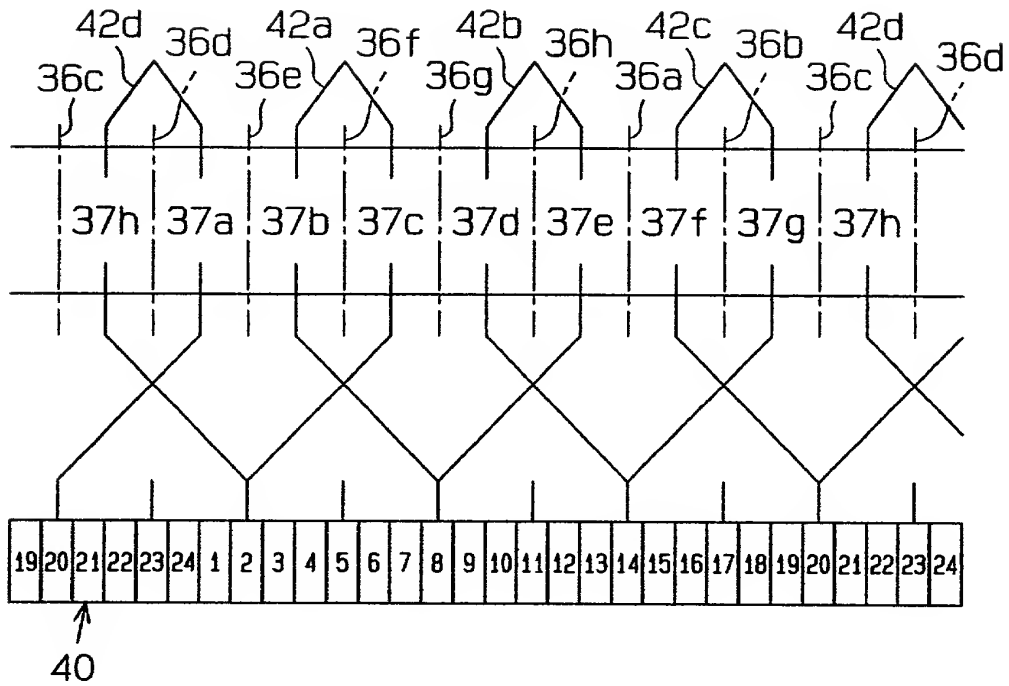 42d 36d 42a 36f 42b 36h 42c 36b 42d 36d
36c 36e 36g 36a 36c
37h 37a 37b 37c 37d 37e 37f 37g 37h
19 20 21 22 23 24 1 2 3 4 5 6 7 8 9 10 11 12 13 14 15 16 17 18 19 20 21 22 23 24
40